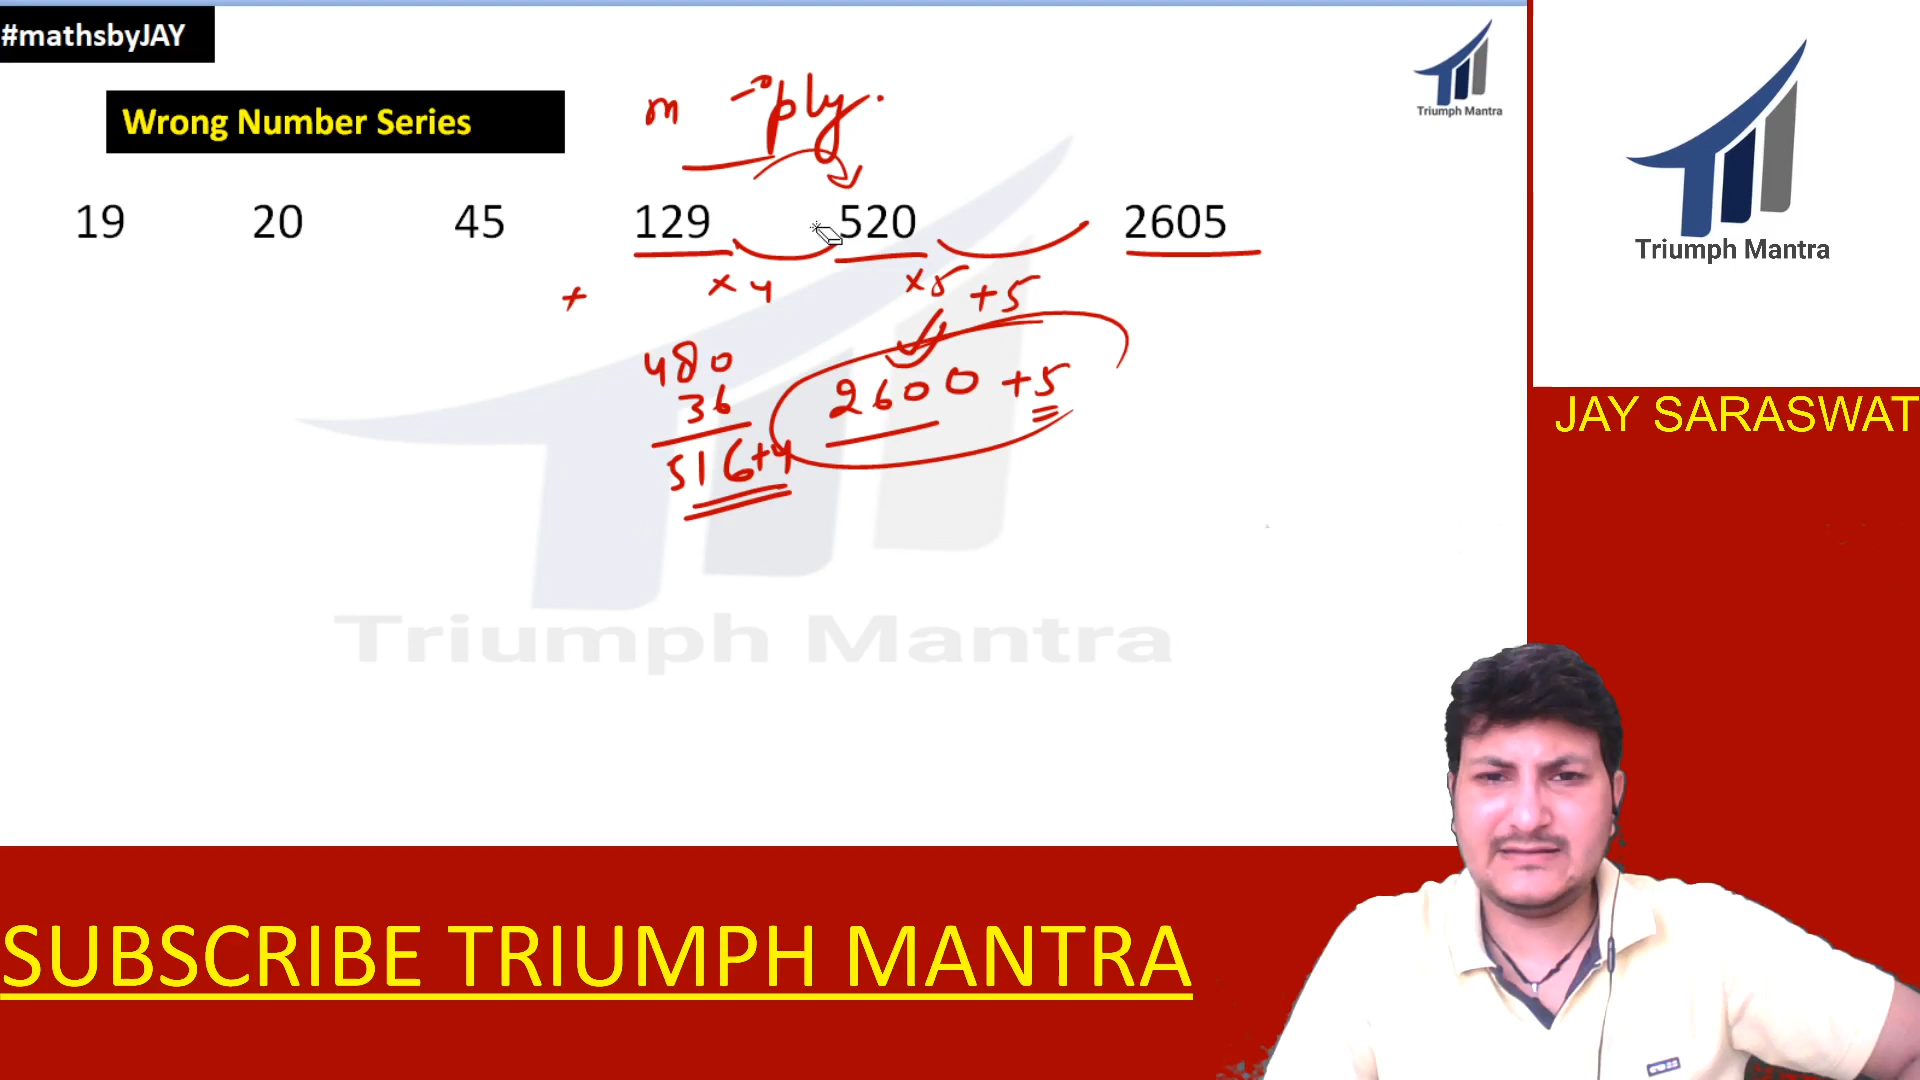 #mathsbyJAY
Triumph Mantra
Wrong Number Series
m ply.
19 20 45 129 520 2605
Triumph Mantra
+ × 4 ×5 +5
480
36
516+4
2600 +5
JAY SARASWAT
Triumph Mantra
SUBSCRIBE TRIUMPH MANTRA